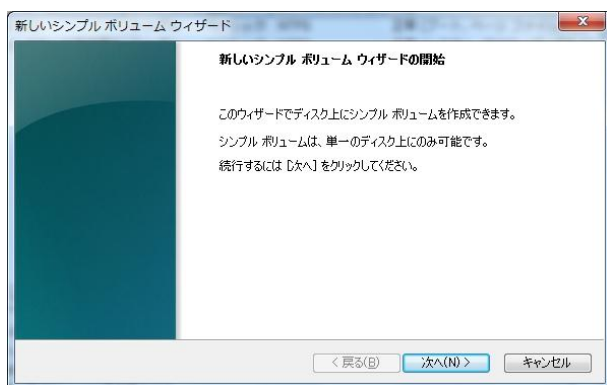 新しいシンプル ボリューム ウィザード
新しいシンプル ボリューム ウィザードの開始
このウィザードでディスク上にシンプル ボリュームを作成できます。
シンプル ボリュームは、単一のディスク上にのみ可能です。
続行するには [次へ] をクリックしてください。
< 戻る(B) 次へ(N) > キャンセル